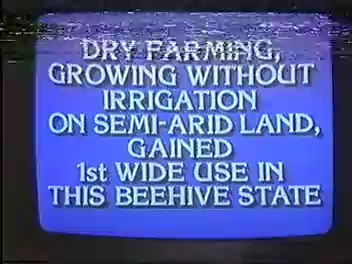 DRY FARMING,
GROWING WITHOUT
IRRIGATION
ON SEMI-ARID LAND,
GAINED
1st WIDE USE IN
THIS BEEHIVE STATE